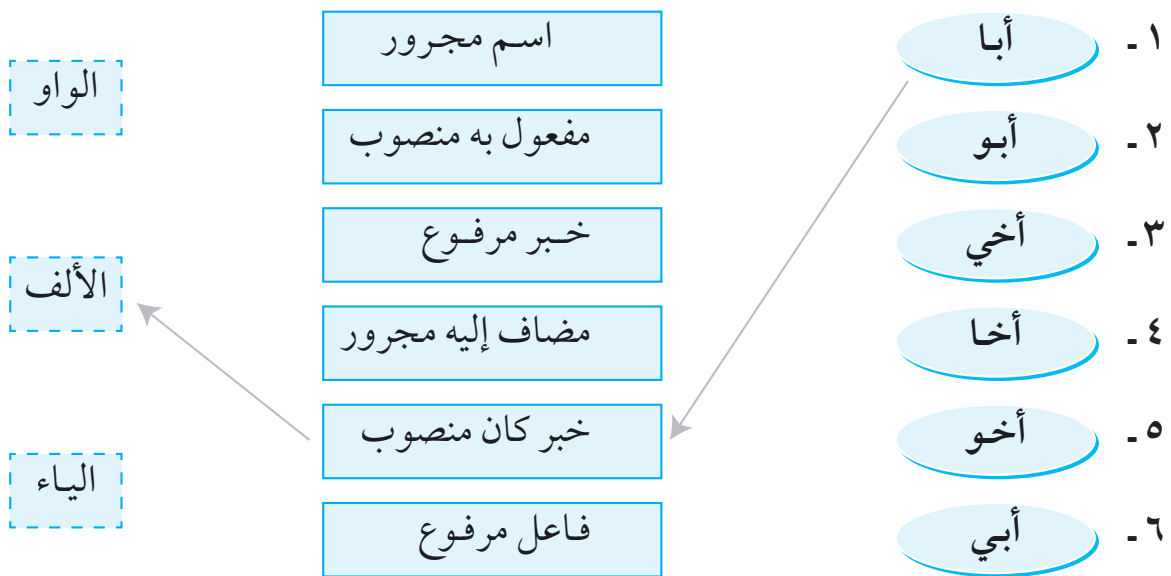 ١ ـ أبا
٢ ـ أبو
٣ ـ أخي
٤ ـ أخا
٥ ـ أخو
٦ ـ أبي
اسم مجرور
مفعول به منصوب
خبر مرفوع
مضاف إليه مجرور
خبر كان منصوب
فاعل مرفوع
الواو
الألف
الياء